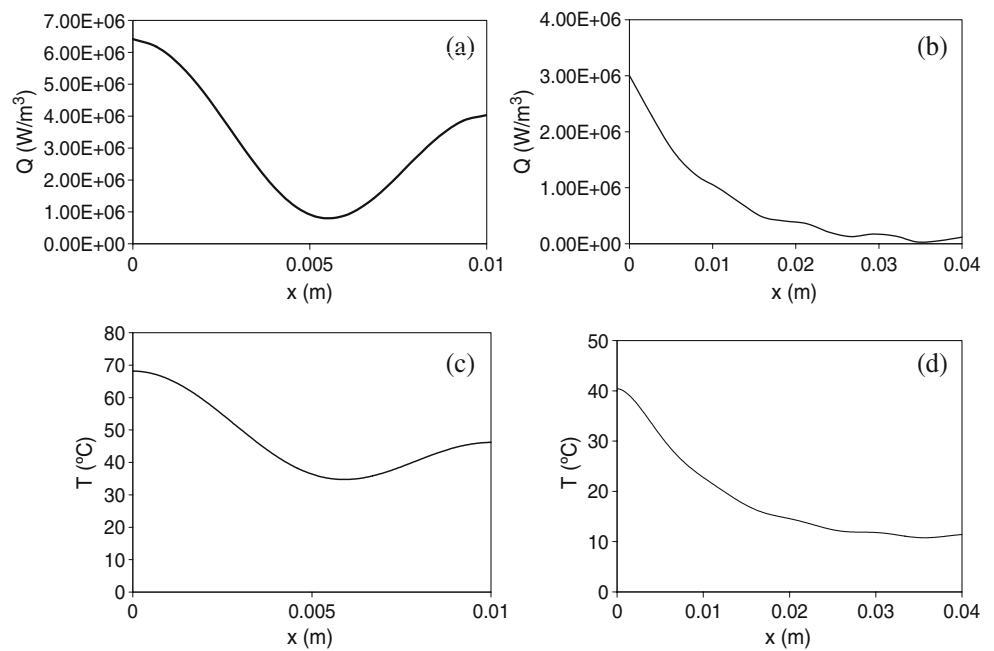 (a)
Q (W/m³)
7.00E+06
6.00E+06
5.00E+06
4.00E+06
3.00E+06
2.00E+06
1.00E+06
0.00E+00
0 0.005 0.01
x (m)
(b)
Q (W/m³)
4.00E+06
3.00E+06
2.00E+06
1.00E+06
0.00E+00
0 0.01 0.02 0.03 0.04
x (m)
(c)
T (ºC)
80
70
60
50
40
30
20
10
0
0 0.005 0.01
x (m)
(d)
T (ºC)
50
40
30
20
10
0
0 0.01 0.02 0.03 0.04
x (m)